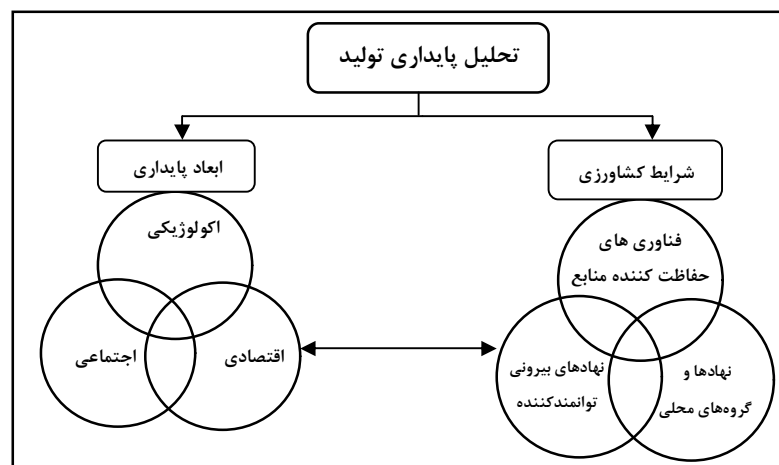 تحلیل پایداری تولید
شرایط کشاورزی
ابعاد پایداری
فناوری های
حفاظت کننده منابع
نهادها و
گروه‌های محلی
نهادهای بیرونی
توانمندکننده
اکولوژیکی
اقتصادی
اجتماعی